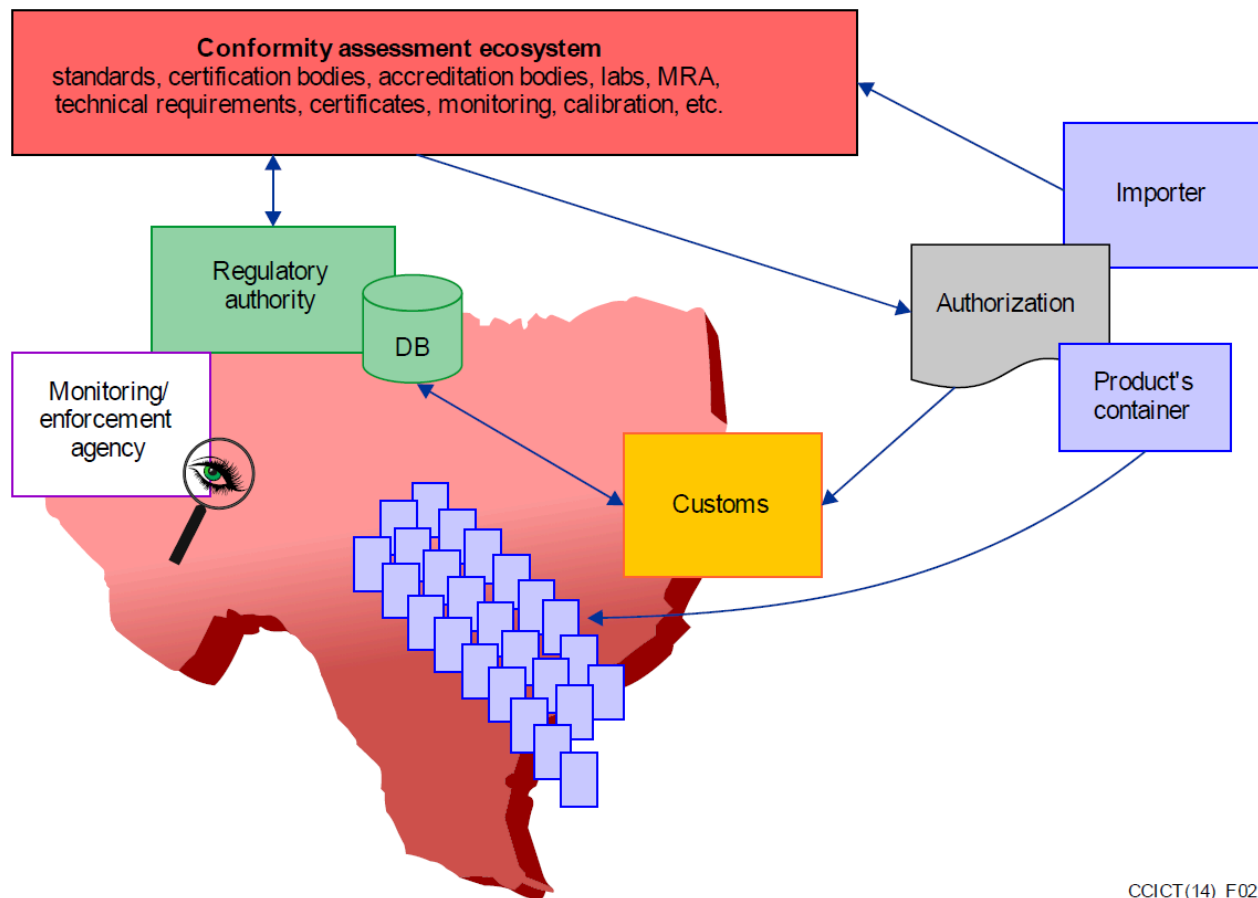 Conformity assessment ecosystem
standards, certification bodies, accreditation bodies, labs, MRA,
technical requirements, certificates, monitoring, calibration, etc.
Importer
Regulatory
authority
Authorization
DB
Monitoring/
enforcement
agency
Product's
container
Customs
CCICT(14)_F02